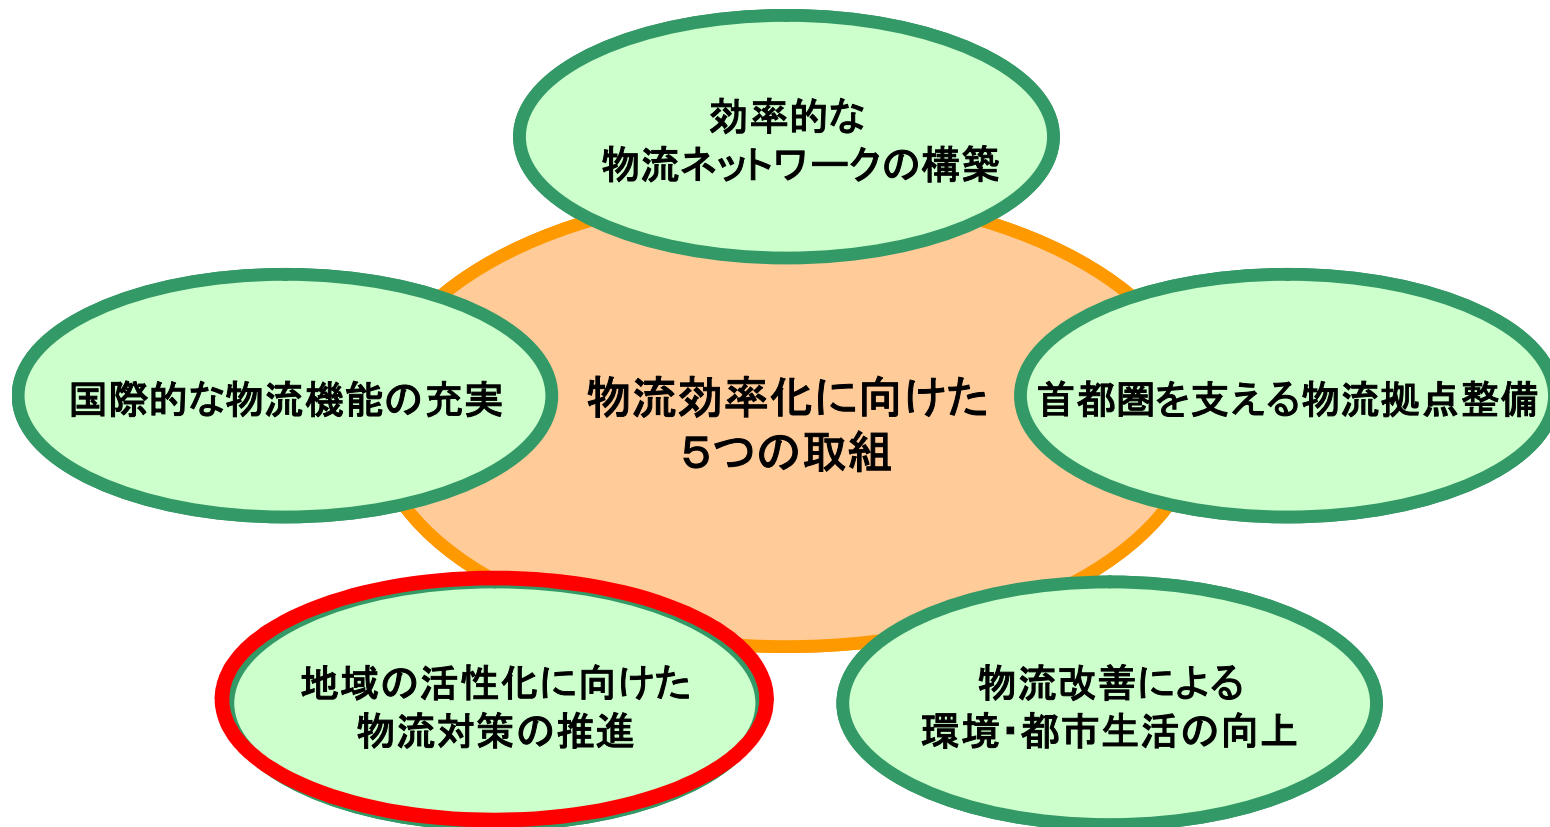 効率的な
物流ネットワークの構築
国際的な物流機能の充実
物流効率化に向けた
5つの取組
首都圏を支える物流拠点整備
地域の活性化に向けた
物流対策の推進
物流改善による
環境・都市生活の向上